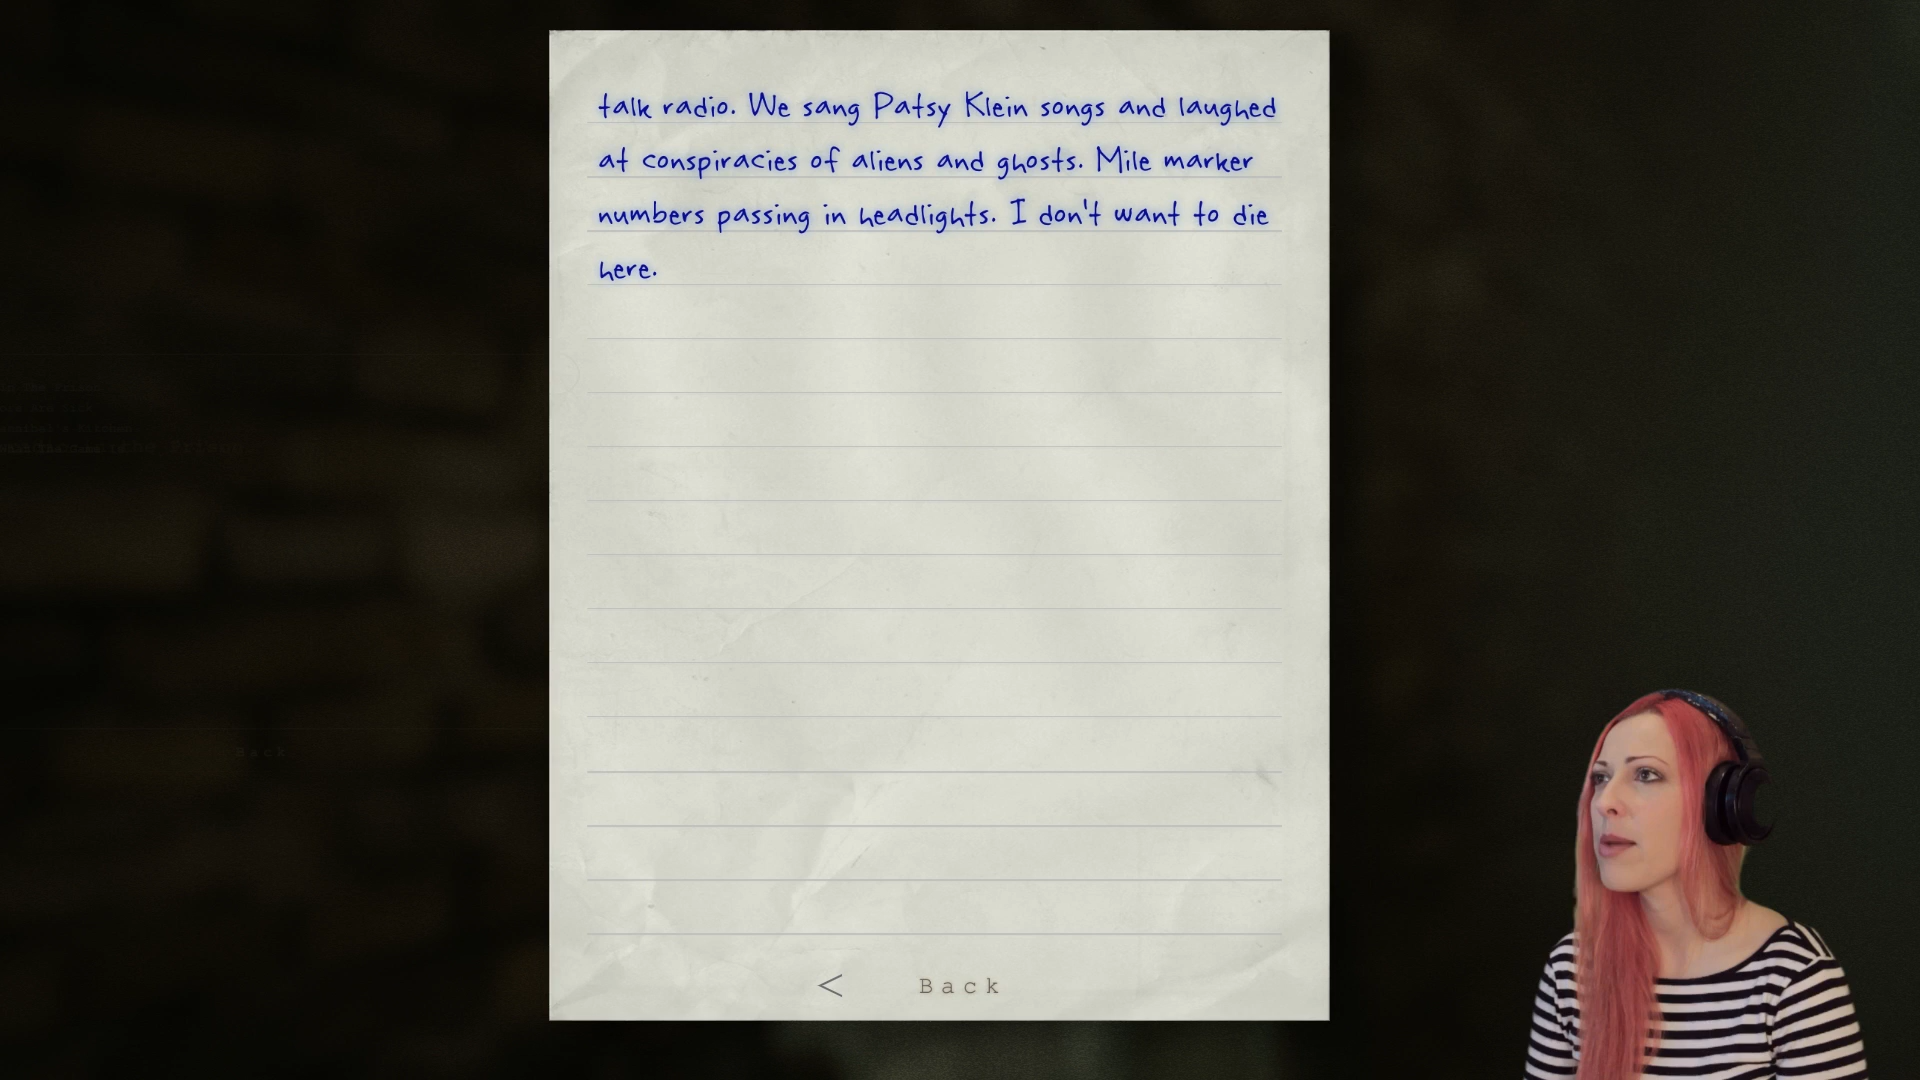 talk radio. We sang Patsy Klein songs and laughed
at conspiracies of aliens and ghosts. Mile marker
numbers passing in headlights. I don't want to die
here.
< Back
Back